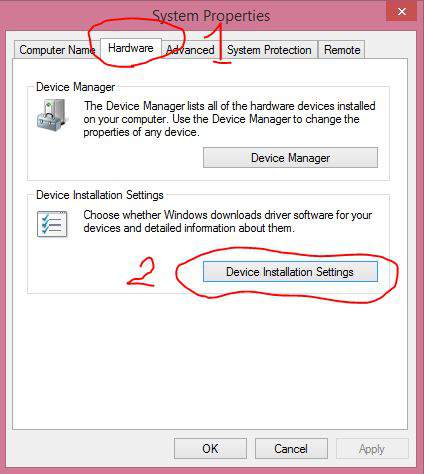 System Properties
Computer Name Hardware Advanced System Protection Remote
1
Device Manager
The Device Manager lists all of the hardware devices installed
on your computer. Use the Device Manager to change the
properties of any device.
Device Manager
Device Installation Settings
Choose whether Windows downloads driver software for your
devices and detailed information about them.
2 Device Installation Settings
OK Cancel Apply